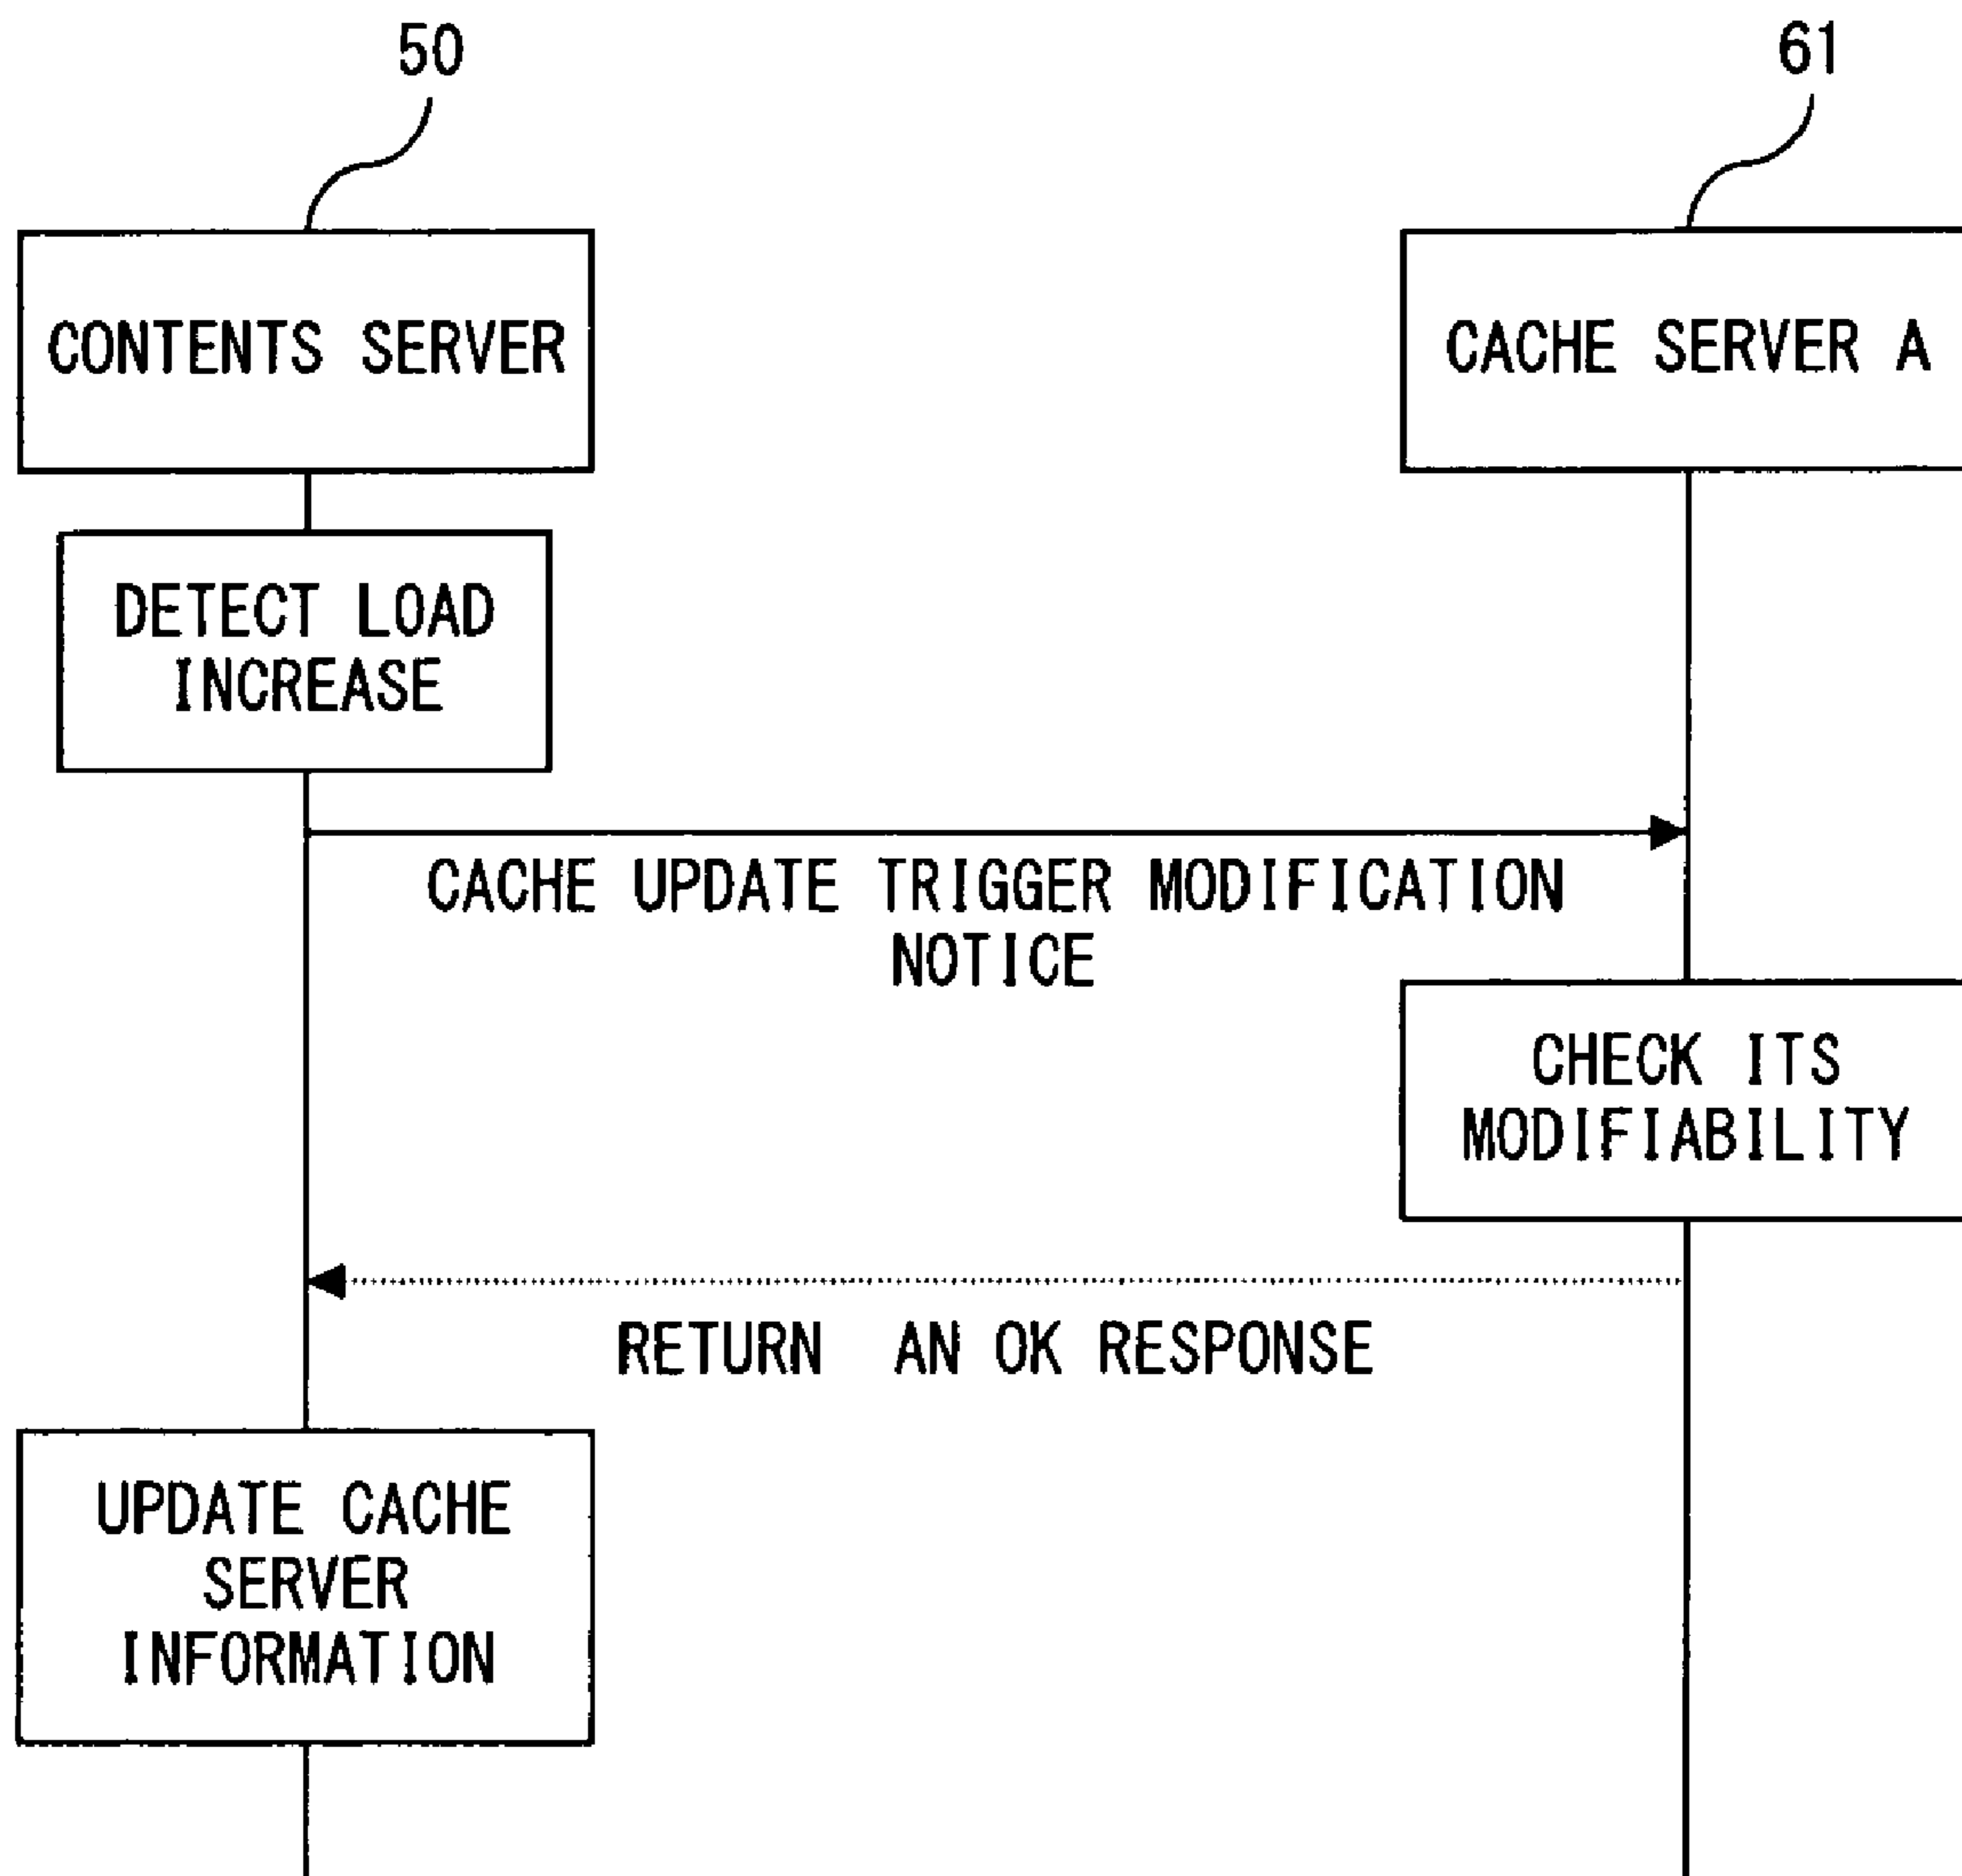 50
61
CONTENTS SERVER
CACHE SERVER A
DETECT LOAD
INCREASE
CACHE UPDATE TRIGGER MODIFICATION
NOTICE
CHECK ITS
MODIFIABILITY
RETURN AN OK RESPONSE
UPDATE CACHE
SERVER
INFORMATION